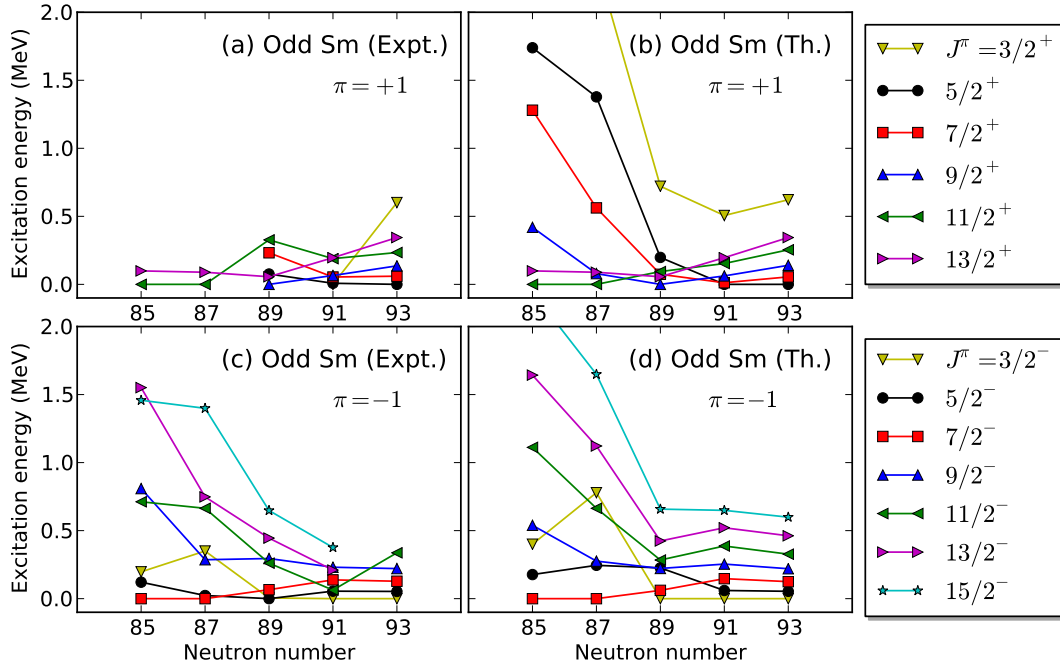 (a) Odd Sm (Expt.)
π=+1
Excitation energy (MeV)
2.0
1.5
1.0
0.5
0.0
85 87 89 91 93
(b) Odd Sm (Th.)
π=+1
85 87 89 91 93
J^π=3/2⁺
5/2⁺
7/2⁺
9/2⁺
11/2⁺
13/2⁺
(c) Odd Sm (Expt.)
π=−1
Excitation energy (MeV)
2.0
1.5
1.0
0.5
0.0
85 87 89 91 93
Neutron number
(d) Odd Sm (Th.)
π=−1
85 87 89 91 93
Neutron number
J^π=3/2⁻
5/2⁻
7/2⁻
9/2⁻
11/2⁻
13/2⁻
15/2⁻